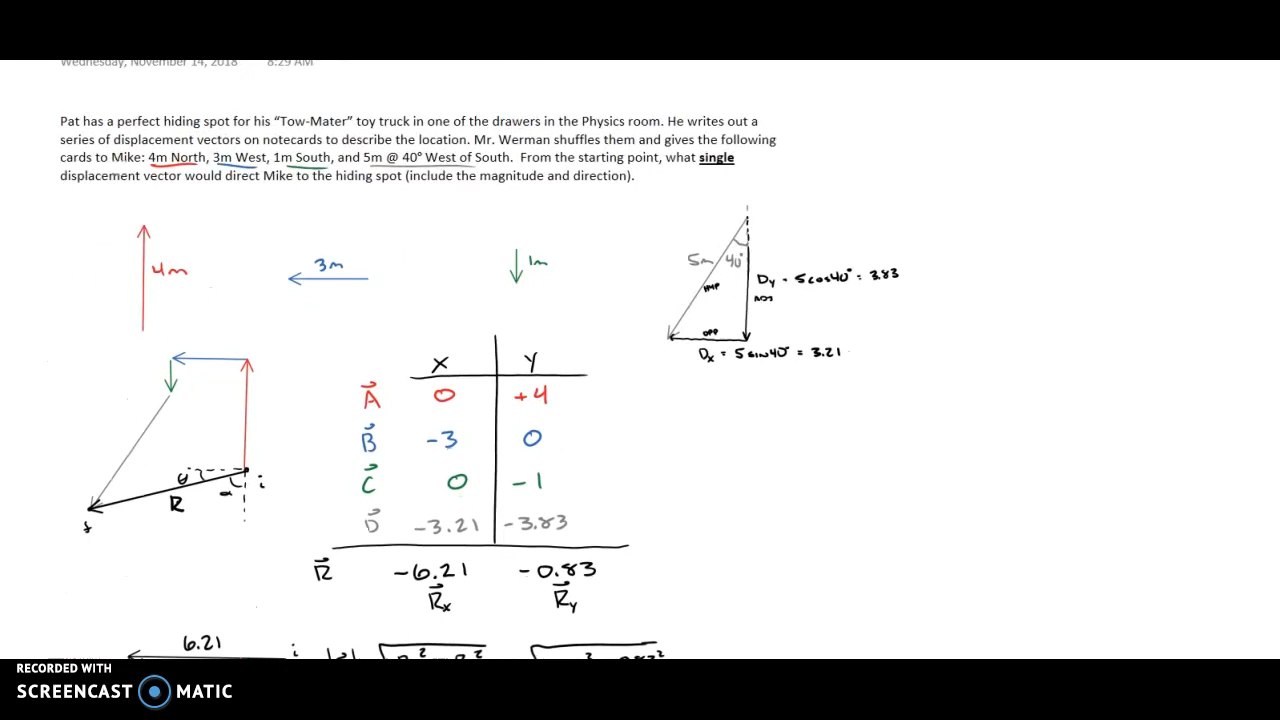 Wednesday, November 14, 2018 8:29 AM
Pat has a perfect hiding spot for his "Tow-Mater" toy truck in one of the drawers in the Physics room. He writes out a
series of displacement vectors on notecards to describe the location. Mr. Werman shuffles them and gives the following
cards to Mike: 4m North, 3m West, 1m South, and 5m @ 40° West of South. From the starting point, what single
displacement vector would direct Mike to the hiding spot (include the magnitude and direction).
4m
3m
1m
5m 40°
HYP
Dy = 5cos40° = 3.83
ADJ
OPP
Dx = 5sin40° = 3.21
X Y
A 0 +4
B -3 0
C 0 -1
D -3.21 -3.83
R -6.21 -0.83
Rx Ry
θ
α
i
R
f
6.21
i
RECORDED WITH
SCREENCAST MATIC